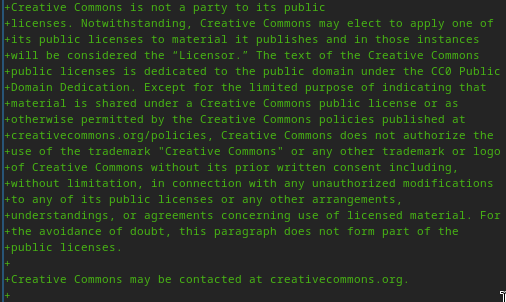 +Creative Commons is not a party to its public
+licenses. Notwithstanding, Creative Commons may elect to apply one of
+its public licenses to material it publishes and in those instances
+will be considered the “Licensor.” The text of the Creative Commons
+public licenses is dedicated to the public domain under the CC0 Public
+Domain Dedication. Except for the limited purpose of indicating that
+material is shared under a Creative Commons public license or as
+otherwise permitted by the Creative Commons policies published at
+creativecommons.org/policies, Creative Commons does not authorize the
+use of the trademark "Creative Commons" or any other trademark or logo
+of Creative Commons without its prior written consent including,
+without limitation, in connection with any unauthorized modifications
+to any of its public licenses or any other arrangements,
+understandings, or agreements concerning use of licensed material. For
+the avoidance of doubt, this paragraph does not form part of the
+public licenses.
+
+Creative Commons may be contacted at creativecommons.org.
+